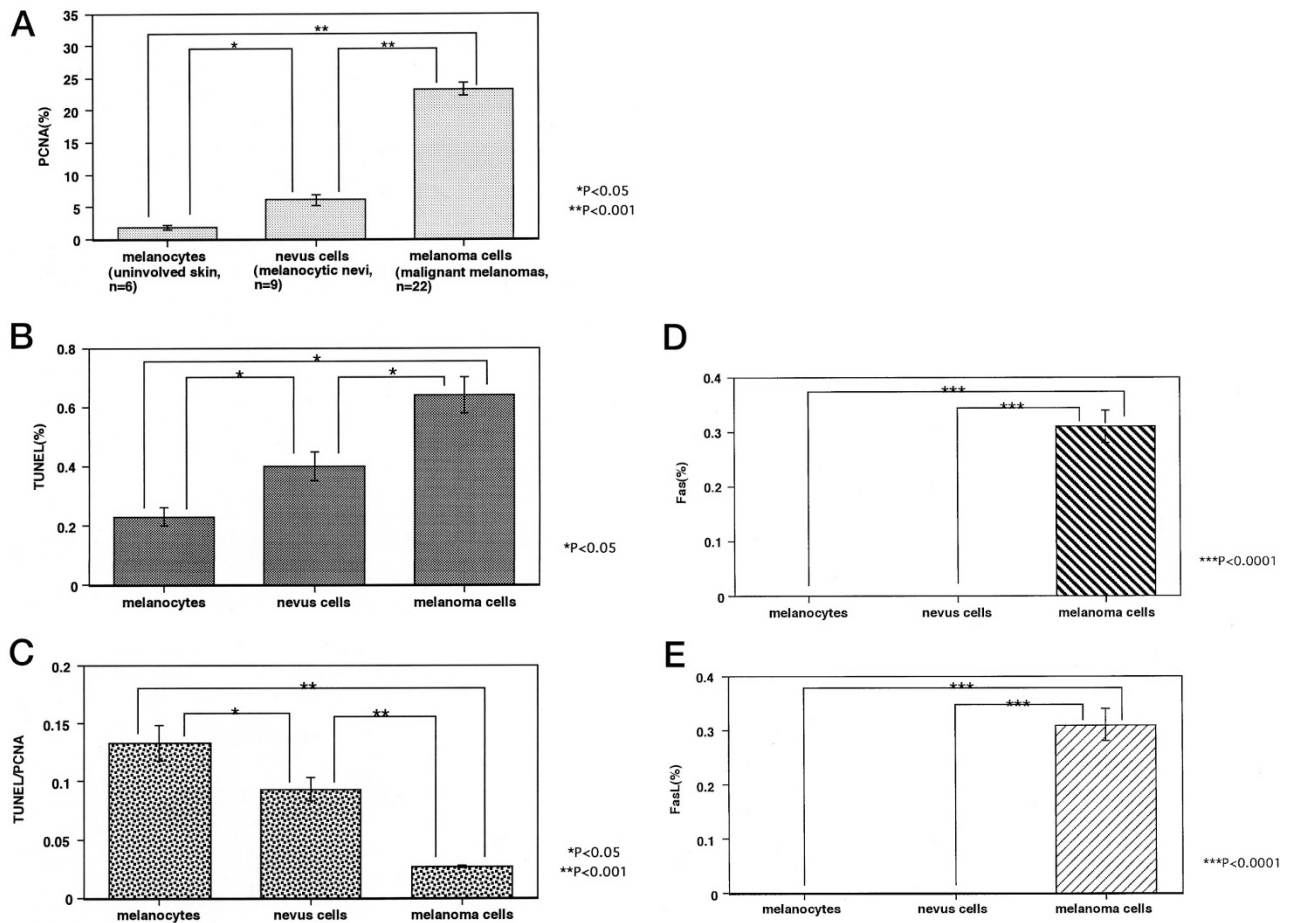 A
35
30
25
20
15
10
5
0
PCNA(%)
**
*
**
melanocytes
(uninvolved skin,
n=6)
nevus cells
(melanocytic nevi,
n=9)
melanoma cells
(malignant melanomas,
n=22)
*P<0.05
**P<0.001
B
0.8
0.6
0.4
0.2
0
TUNEL(%)
*
*
*
melanocytes
nevus cells
melanoma cells
*P<0.05
C
0.2
0.15
0.1
0.05
0
TUNEL/PCNA
**
*
**
melanocytes
nevus cells
melanoma cells
*P<0.05
**P<0.001
D
0.4
0.3
0.2
0.1
0
Fas(%)
***
***
melanocytes
nevus cells
melanoma cells
***P<0.0001
E
0.4
0.3
0.2
0.1
0
FasL(%)
***
***
melanocytes
nevus cells
melanoma cells
***P<0.0001